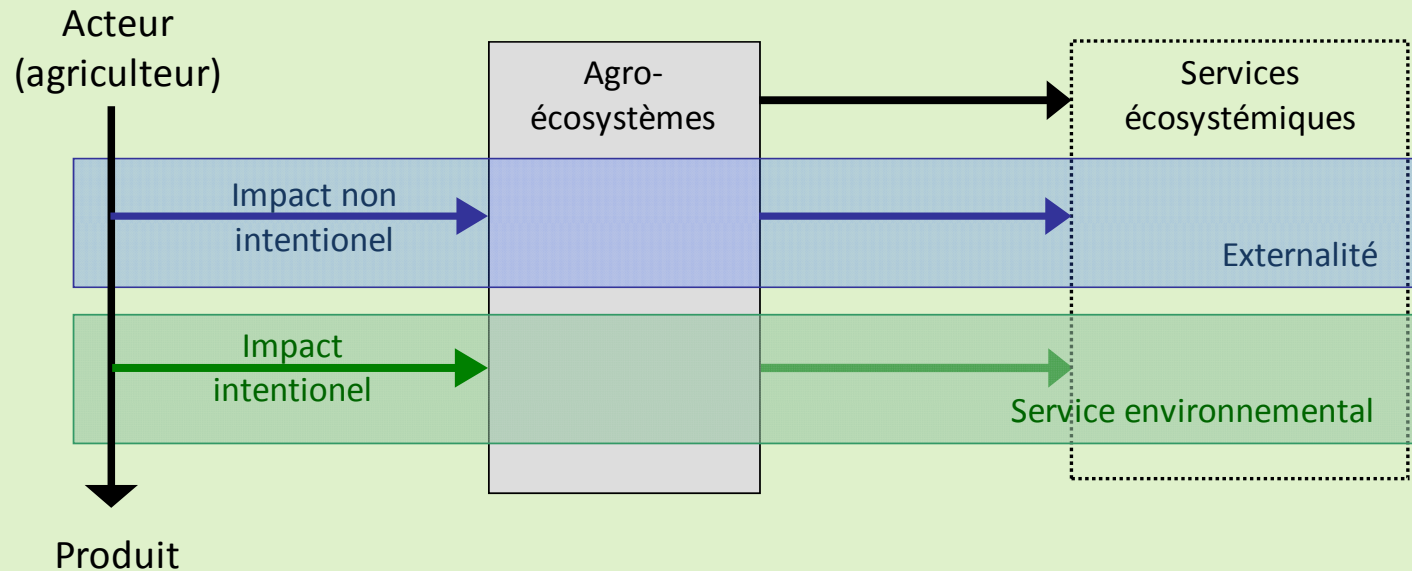 Acteur
(agriculteur)
Agro-
écosystèmes
Services
écosystémiques
Impact non
intentionel
Externalité
Impact
intentionel
Service environnemental
Produit